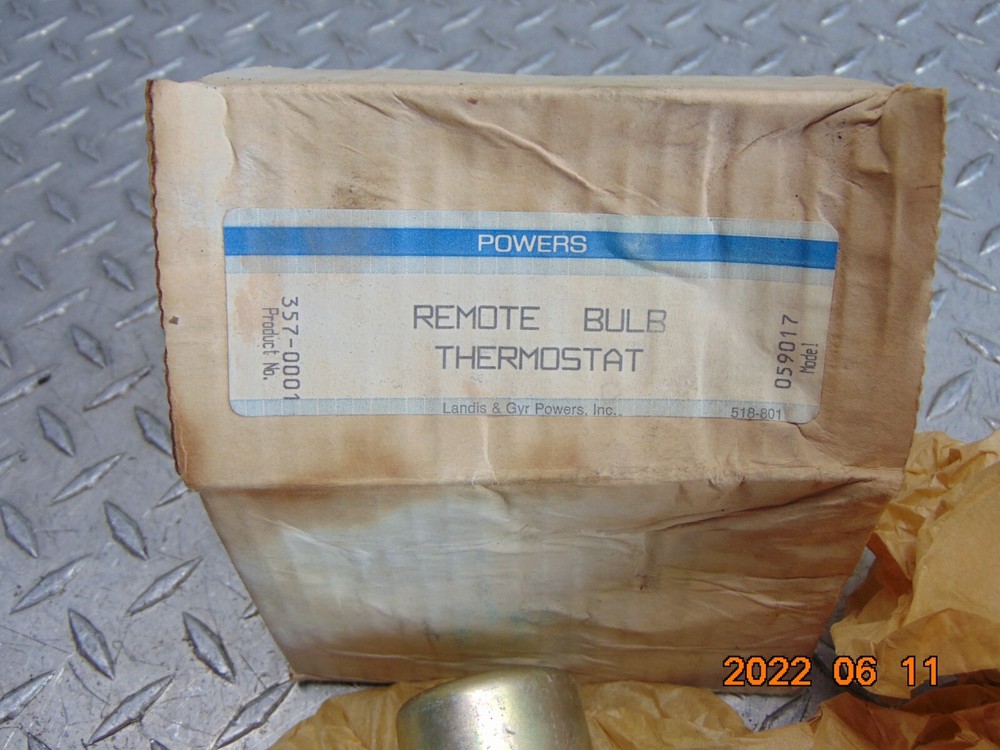 POWERS
357-0001
Product No.
REMOTE BULB
THERMOSTAT
059017
Model
Landis & Gyr Powers, Inc.
518-801
2022 06 11